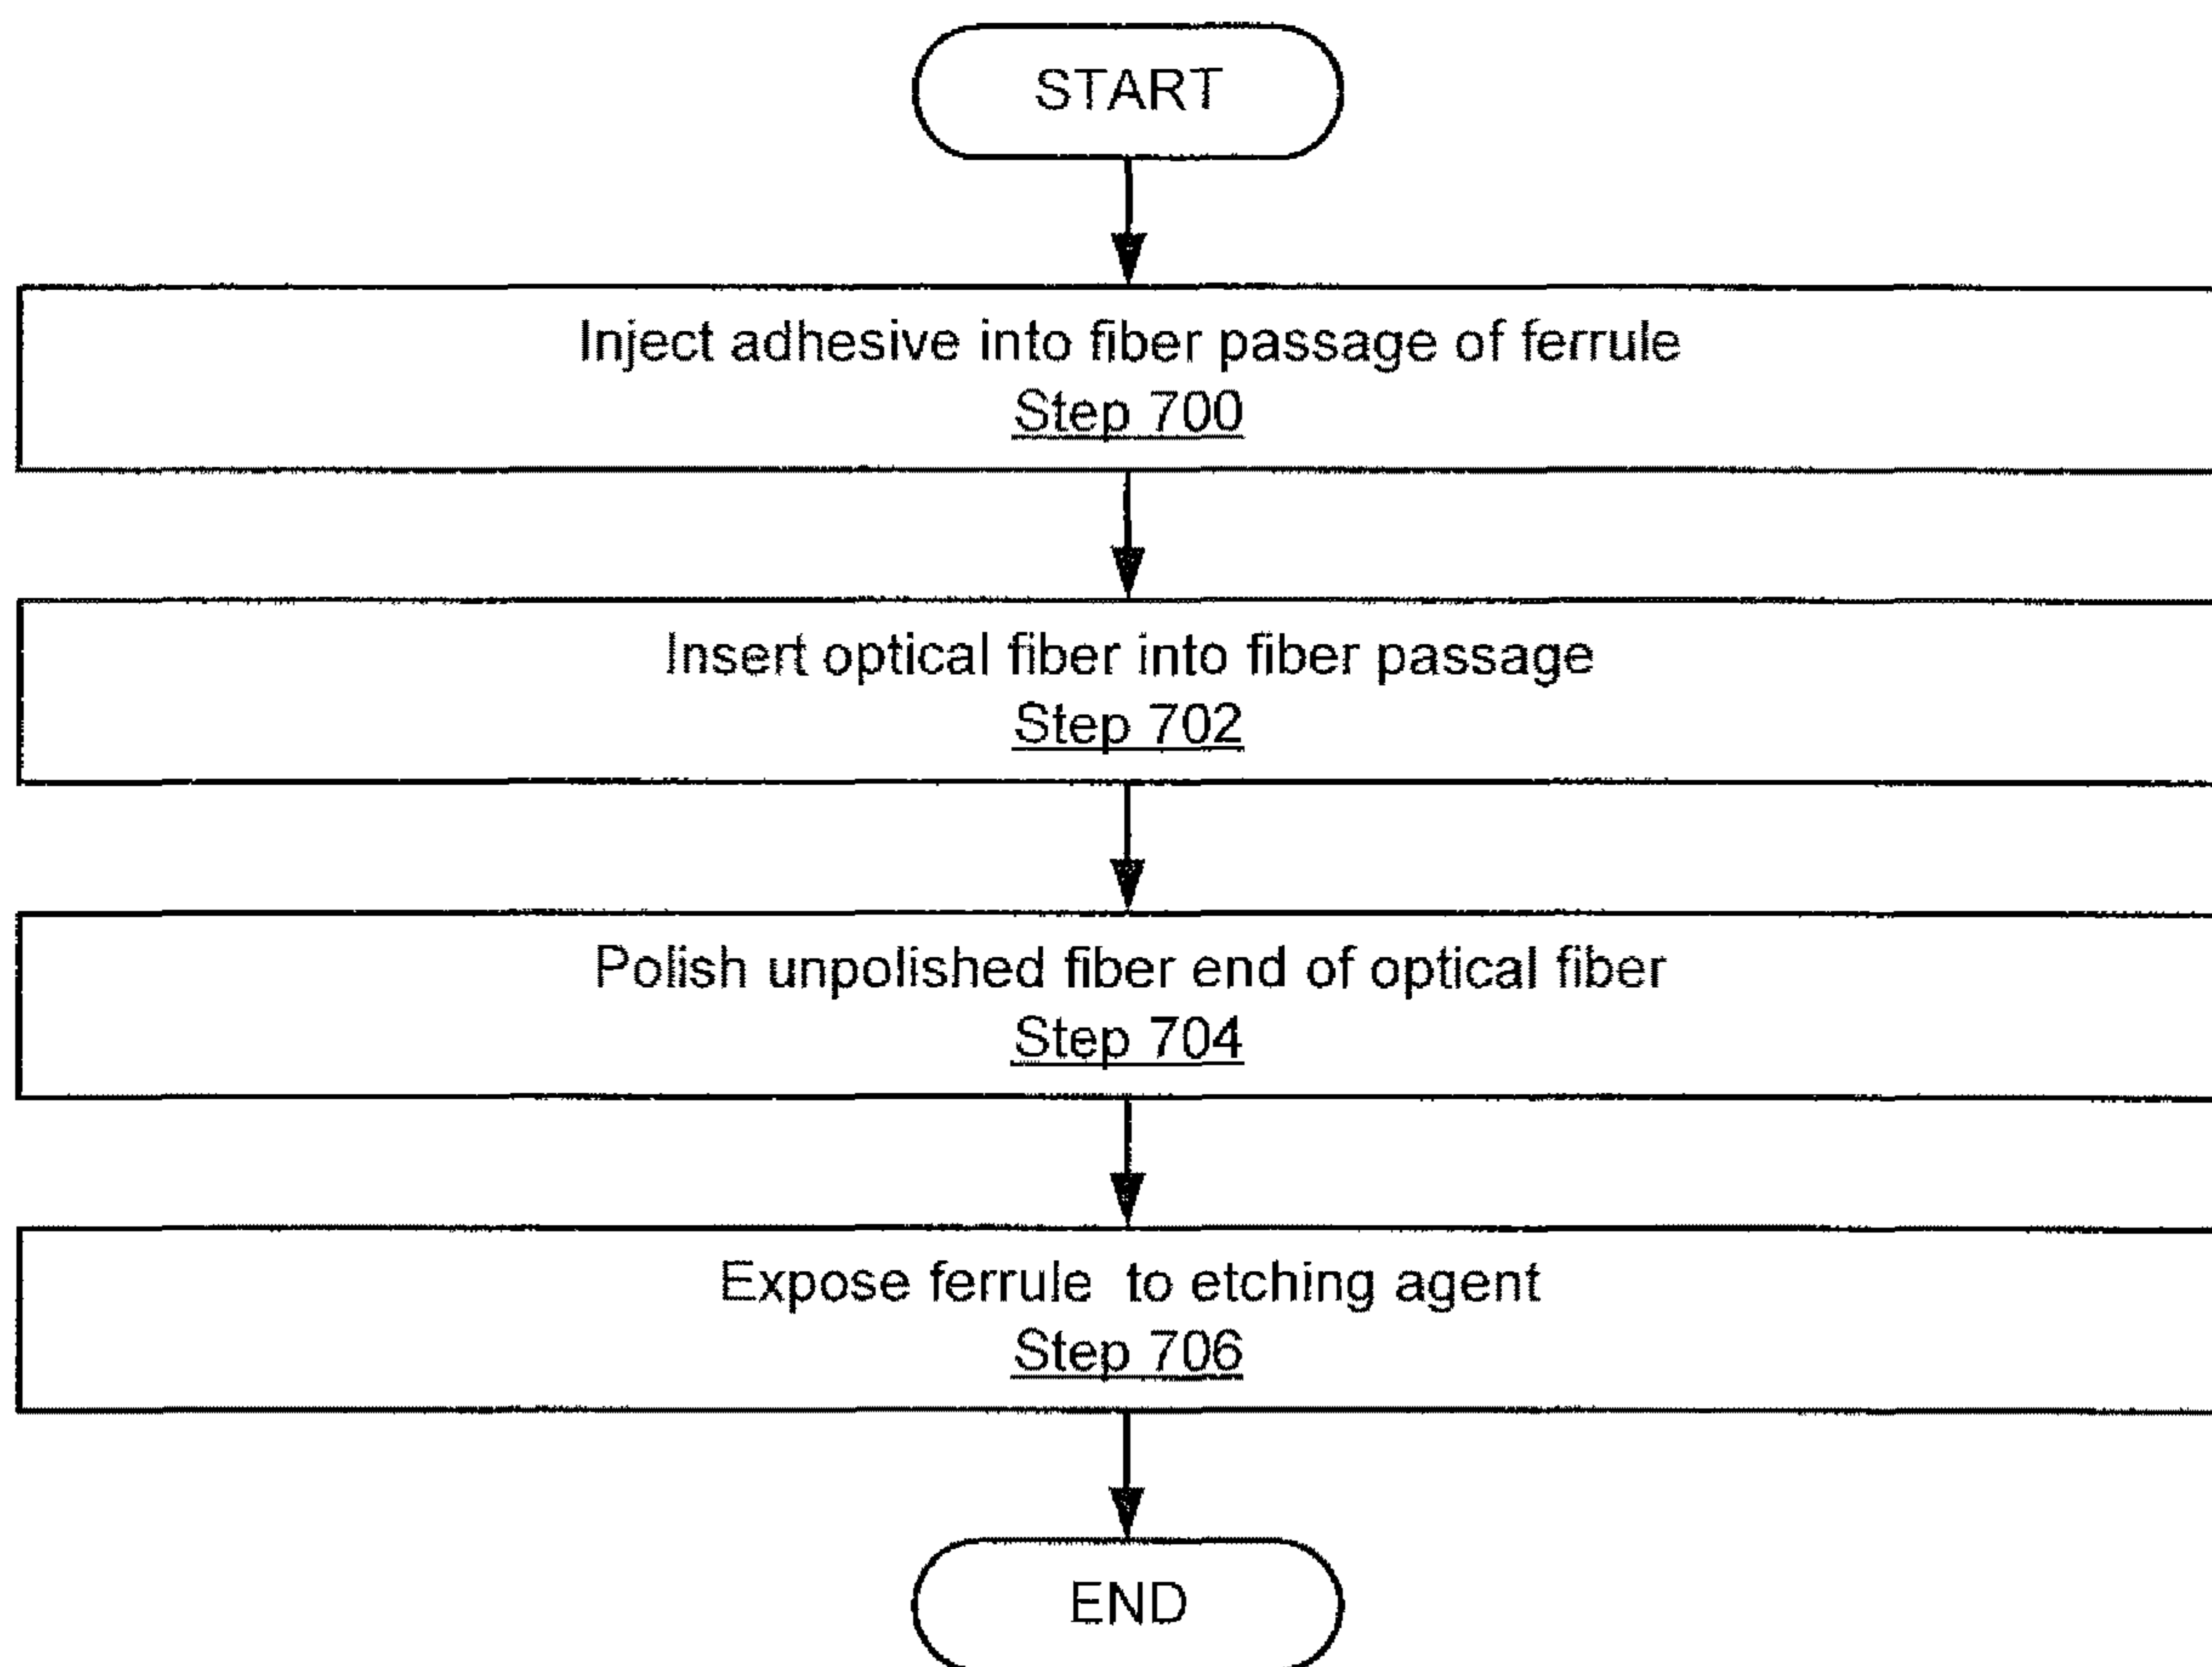 START
Inject adhesive into fiber passage of ferrule
Step 700
Insert optical fiber into fiber passage
Step 702
Polish unpolished fiber end of optical fiber
Step 704
Expose ferrule to etching agent
Step 706
END